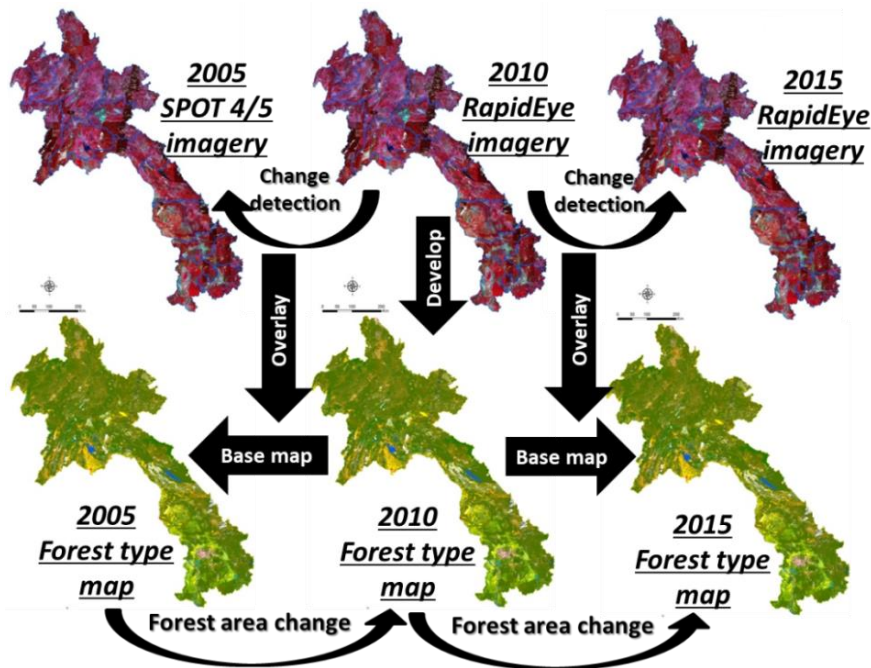 2005
SPOT 4/5
imagery
2010
RapidEye
imagery
2015
RapidEye
imagery
Change
detection
Change
detection
Develop
Overlay
Overlay
Base map
Base map
2005
Forest type
map
2010
Forest type
map
2015
Forest type
map
Forest area change
Forest area change